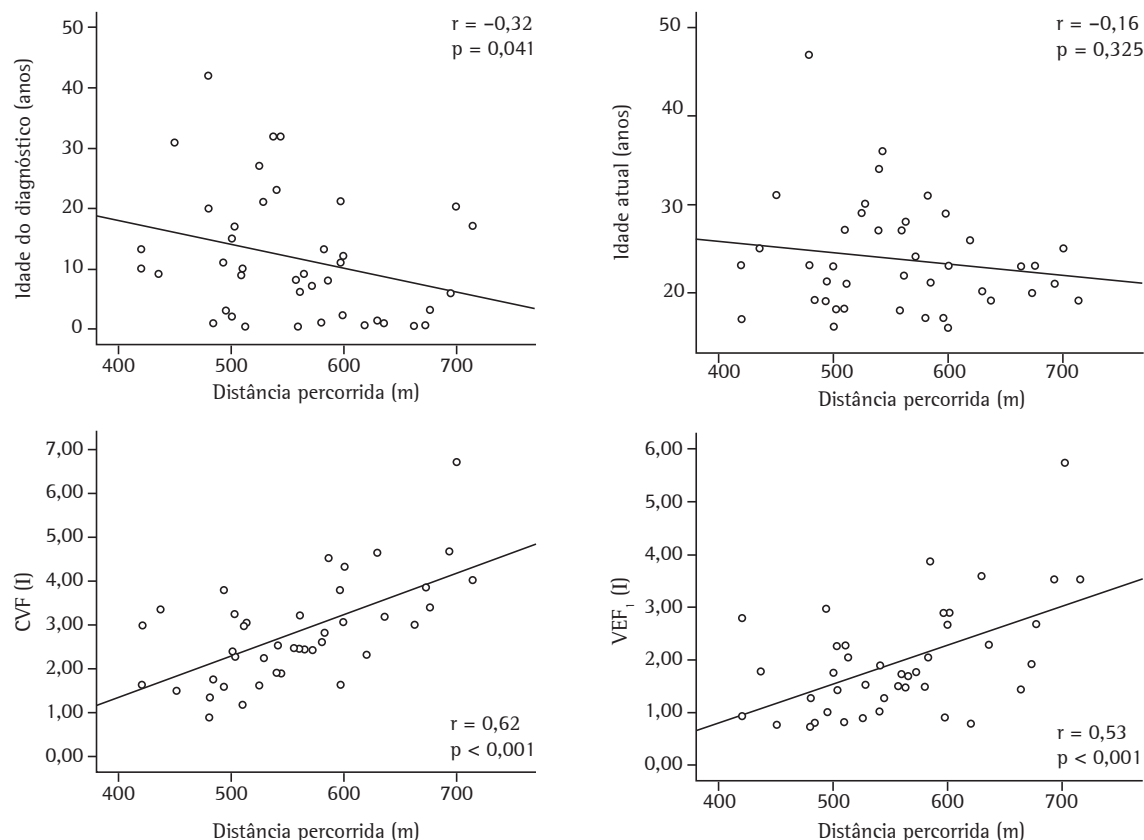 r = −0,32
p = 0,041
Idade do diagnóstico (anos)
50
40
30
20
10
0
400 500 600 700
Distância percorrida (m)
r = −0,16
p = 0,325
Idade atual (anos)
50
40
30
20
400 500 600 700
Distância percorrida (m)
CVF (I)
7,00
6,00
5,00
4,00
3,00
2,00
1,00
0,00
r = 0,62
p < 0,001
400 500 600 700
Distância percorrida (m)
VEF₁ (I)
6,00
5,00
4,00
3,00
2,00
1,00
0,00
r = 0,53
p < 0,001
400 500 600 700
Distância percorrida (m)